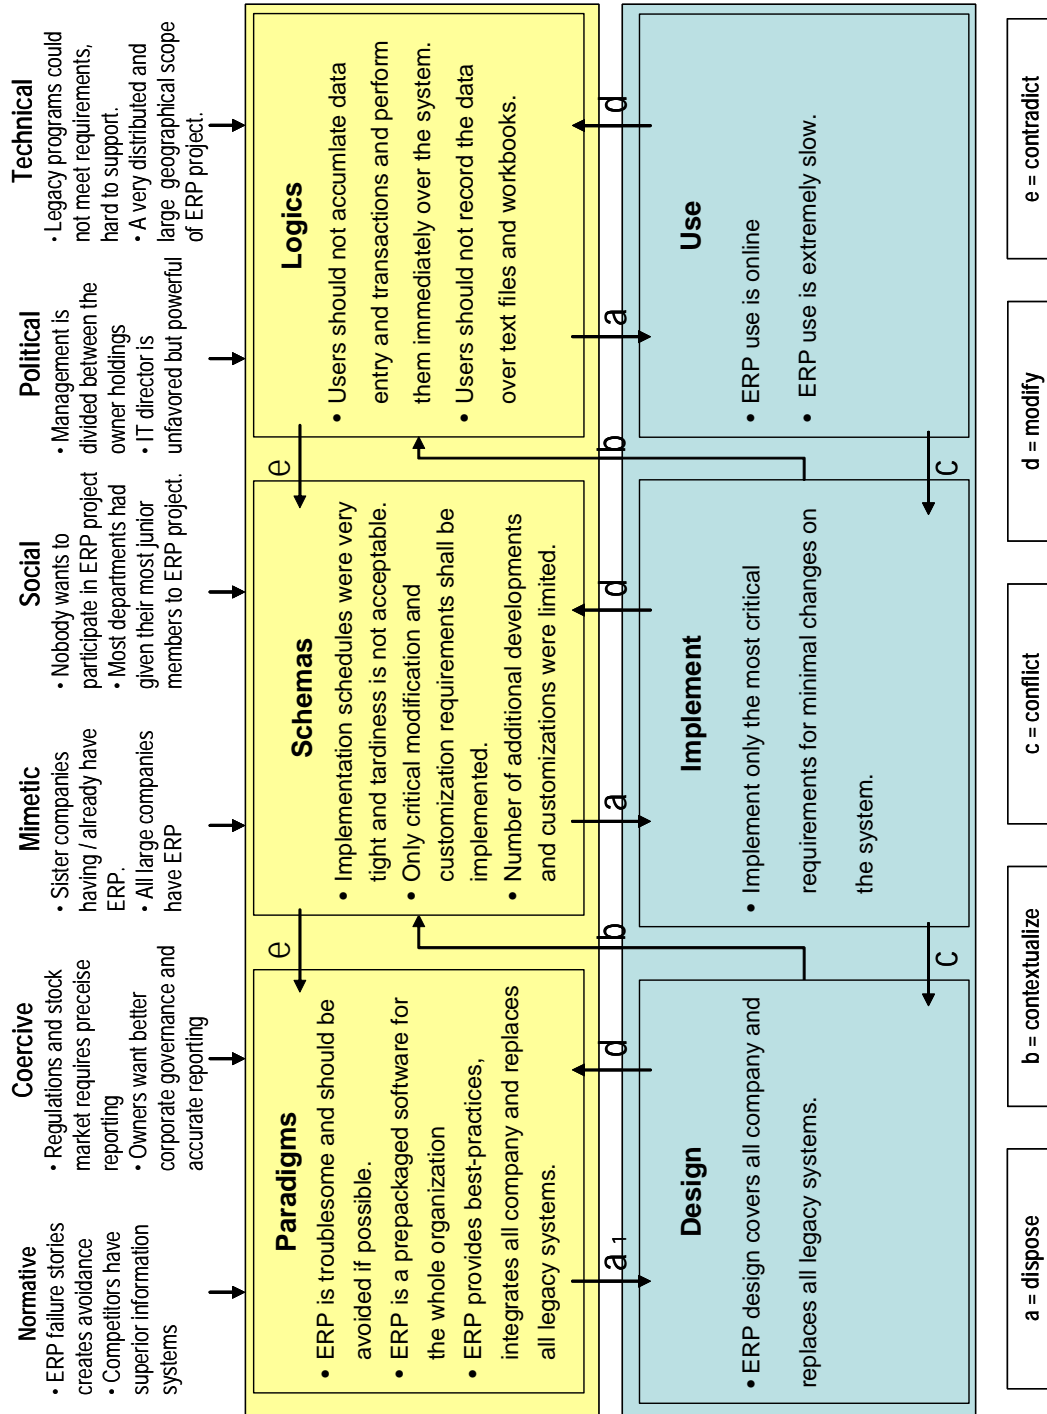 Normative
• ERP failure stories
creates avoidance
• Competitors have
superior information
systems
Coercive
• Regulations and stock
market requires preceise
reporting
• Owners want better
corporate governance and
accurate reporting
Mimetic
• Sister companies
having / already have
ERP.
• All large companies
have ERP
Social
• Nobody wants to
participate in ERP project
• Most departments had
given their most junior
members to ERP project.
Political
• Management is
divided between the
owner holdings
• IT director is
unfavored but powerful
Technical
• Legacy programs could
not meet requirements,
hard to support.
• A very distributed and
large geographical scope
of ERP project.
Paradigms
• ERP is troublesome and should be
avoided if possible.
• ERP is a prepackaged software for
the whole organization
• ERP provides best-practices,
integrates all company and replaces
all legacy systems.
e
Schemas
• Implementation schedules were very
tight and tardiness is not acceptable.
• Only critical modification and
customization requirements shall be
implemented.
• Number of additional developments
and customizations were limited.
e
Logics
• Users should not accumlate data
entry and transactions and perform
them immediately over the system.
• Users should not record the data
over text files and workbooks.
a 1
d
b
a
d
b
a
d
Design
• ERP design covers all company and
replaces all legacy systems.
c
Implement
• Implement only the most critical
requirements for minimal changes on
the system.
c
Use
• ERP use is online
• ERP use is extremely slow.
a = dispose
b = contextualize
c = conflict
d = modify
e = contradict